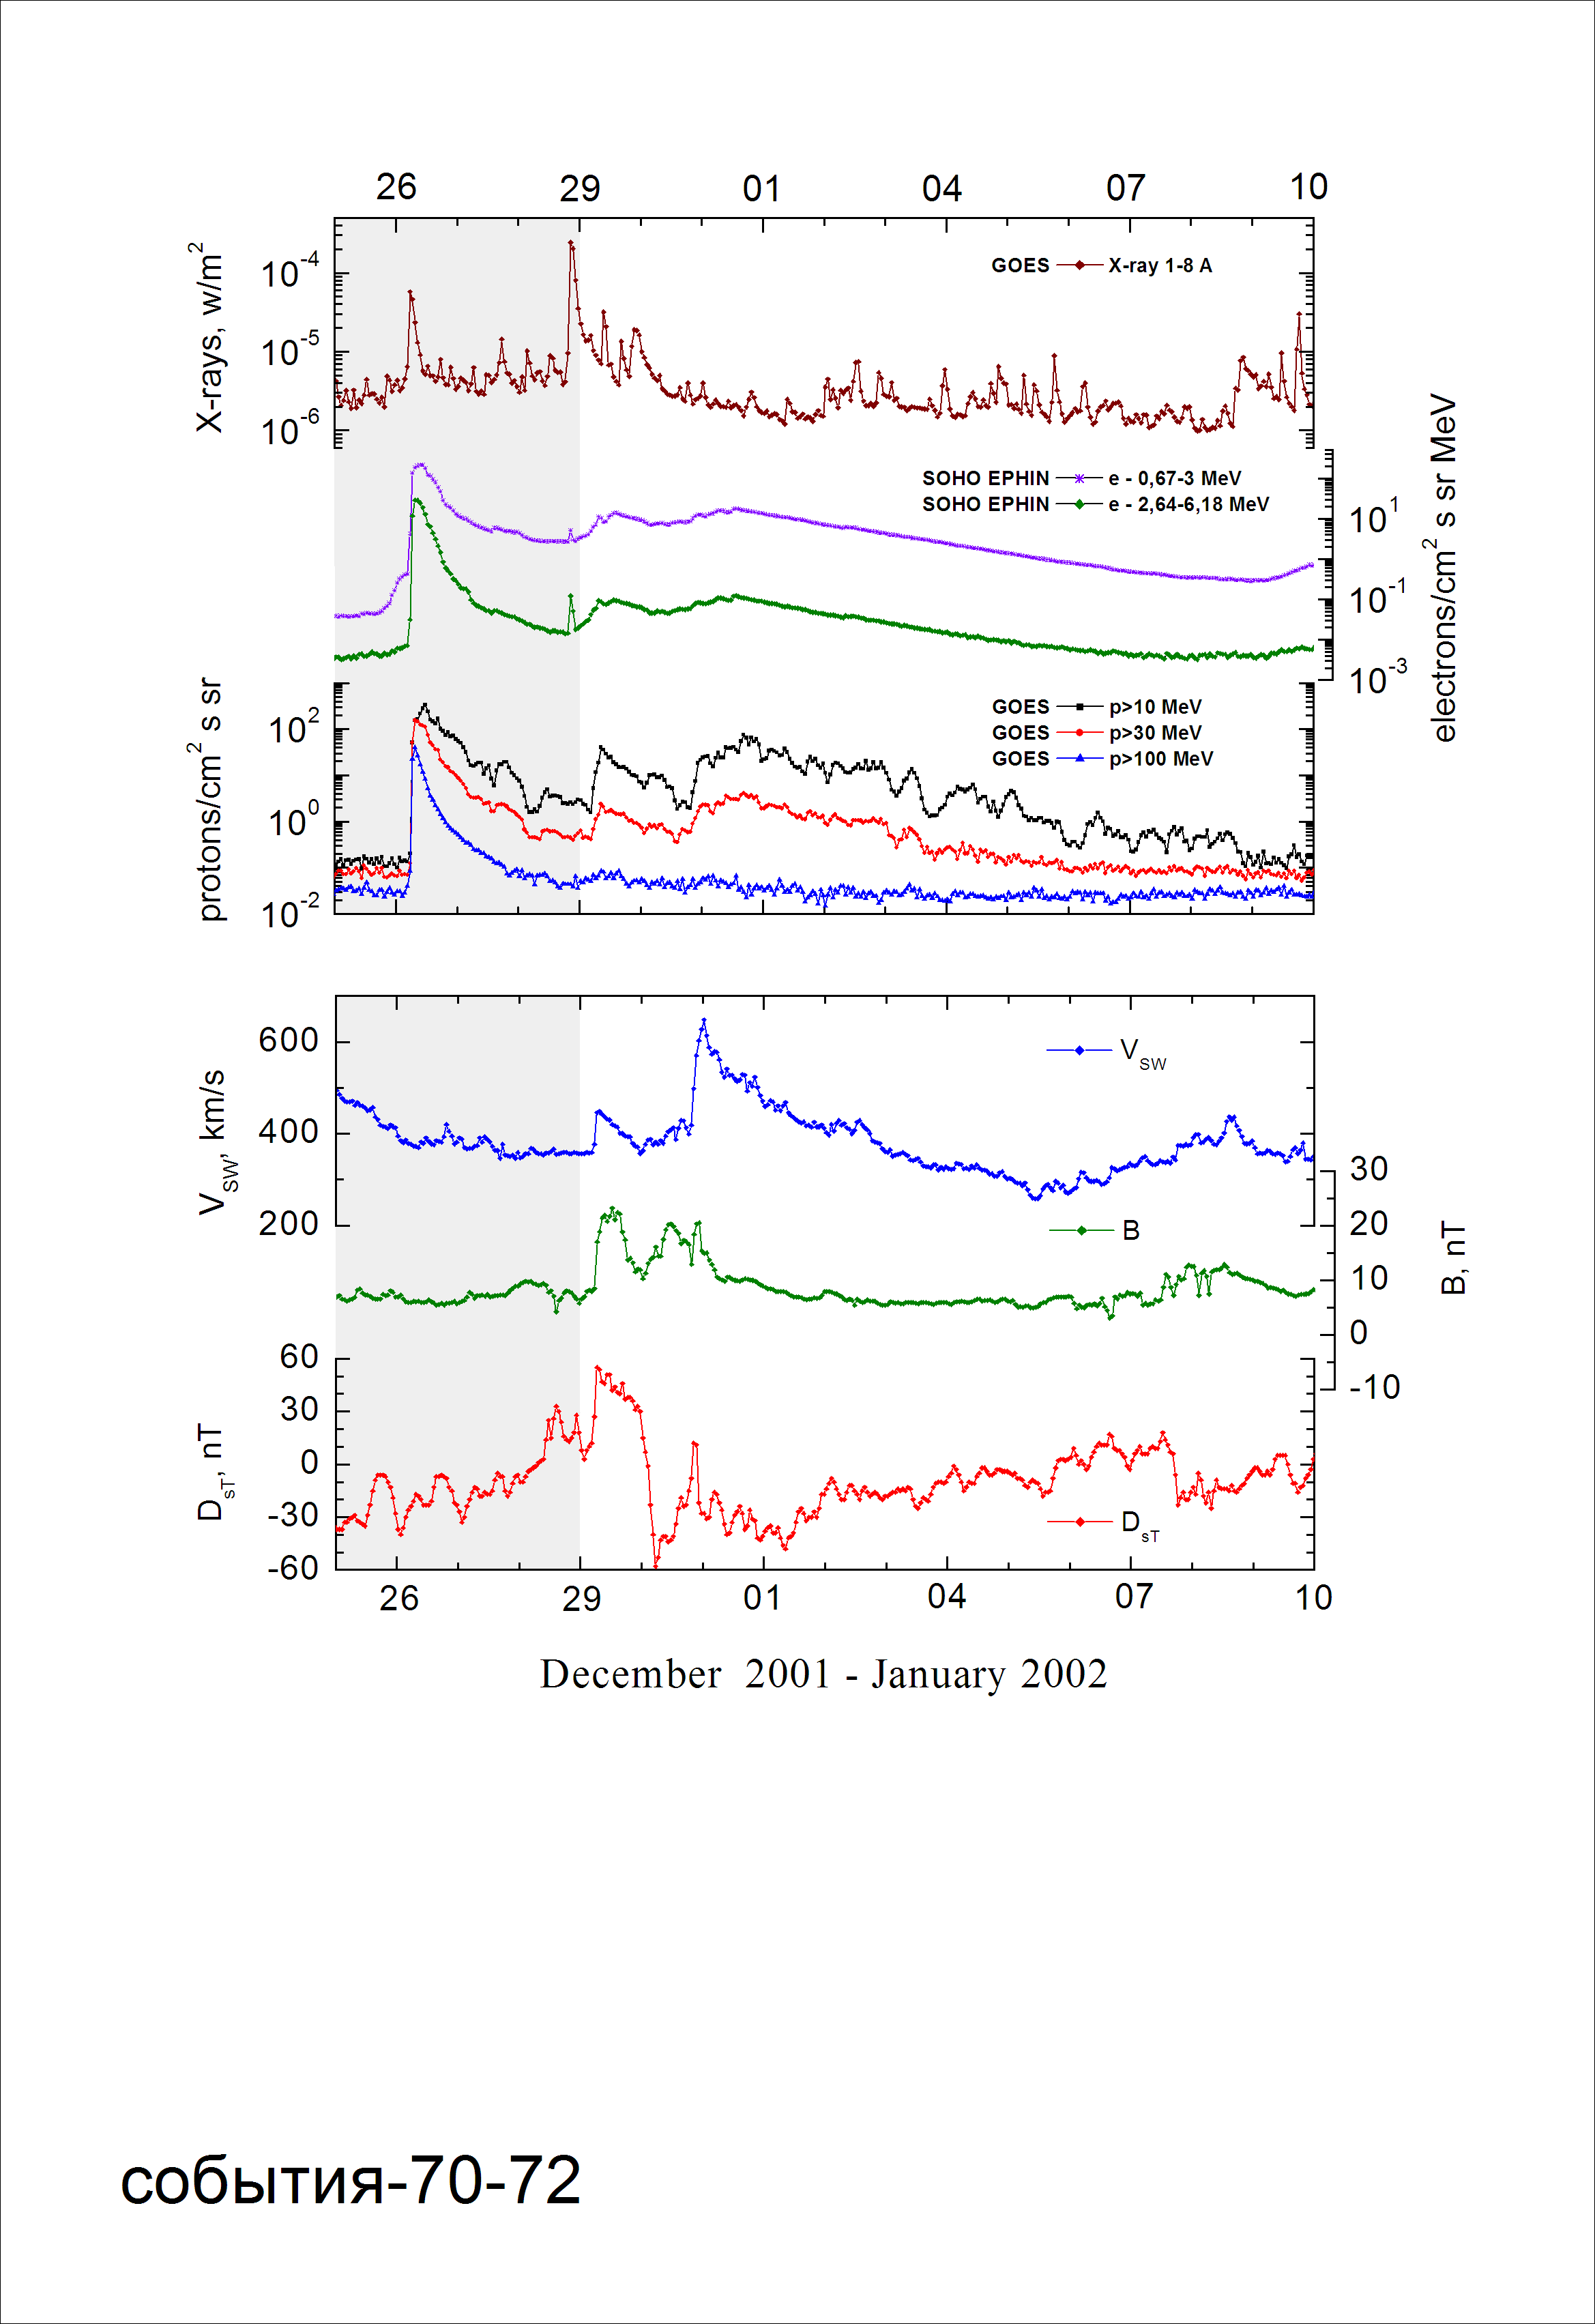 26 29 01 04 07 10
X-rays, w/m²
10⁻⁴
10⁻⁵
10⁻⁶
GOES X-ray 1-8 A
SOHO EPHIN e - 0,67-3 MeV
SOHO EPHIN e - 2,64-6,18 MeV
10¹
10⁻¹
10⁻³
electrons/cm² s sr MeV
protons/cm² s sr
10²
10⁰
10⁻²
GOES p>10 MeV
GOES p>30 MeV
GOES p>100 MeV
V_SW, km/s
600
400
200
V_SW
B
30
20
10
0
-10
B, nT
D_sT, nT
60
30
0
-30
-60
D_sT
26 29 01 04 07 10
December 2001 - January 2002
события-70-72